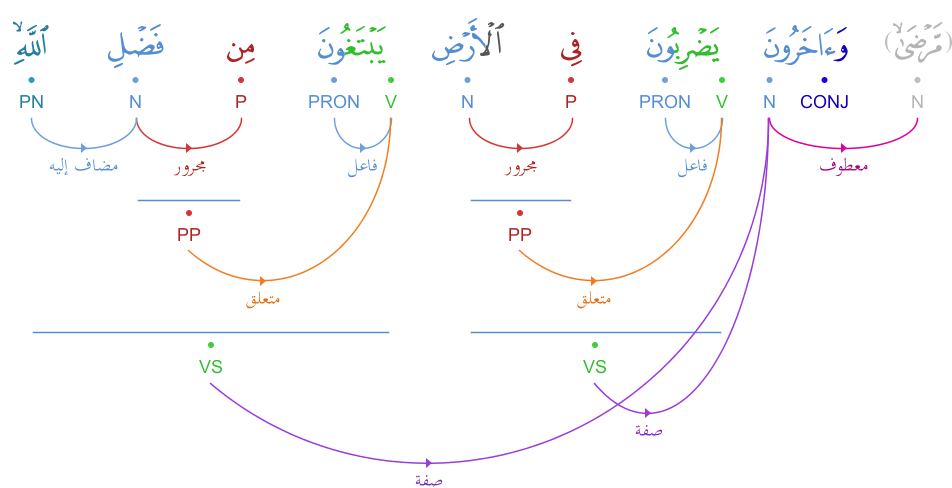 (مَّرْضَىٰ) وَءَاخَرُونَ يَضْرِبُونَ فِى ٱلْأَرْضِ يَبْتَغُونَ مِن فَضْلِ ٱللَّهِ ۙ
N CONJ N V PRON P N V PRON P N PN
معطوف فاعل مجرور فاعل مجرور مضاف إليه
PP PP
متعلق متعلق
VS VS
صفة
صفة